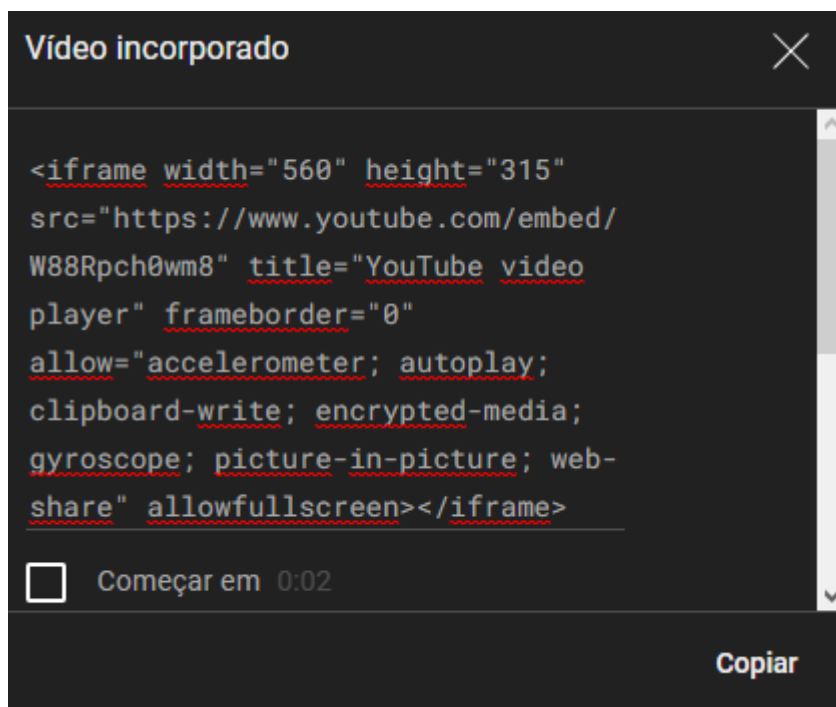 Vídeo incorporado
<iframe width="560" height="315"
src="https://www.youtube.com/embed/
W88Rpch0wm8" title="YouTube video
player" frameborder="0"
allow="accelerometer; autoplay;
clipboard-write; encrypted-media;
gyroscope; picture-in-picture; web-
share" allowfullscreen></iframe>
Começar em 0:02
Copiar